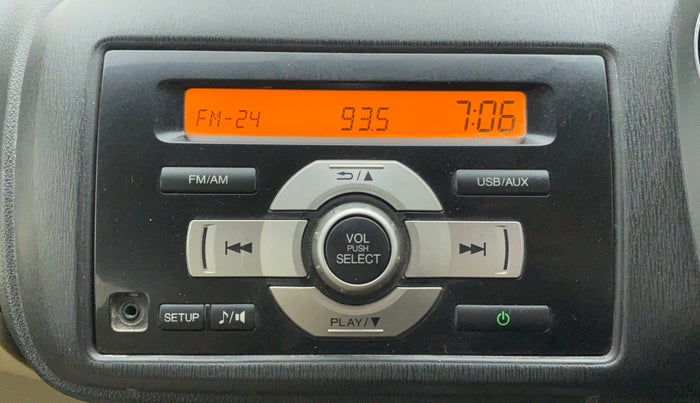 FM-24 93.5 7:06
FM/AM
USB/AUX
VOL
PUSH
SELECT
SETUP
PLAY/▼